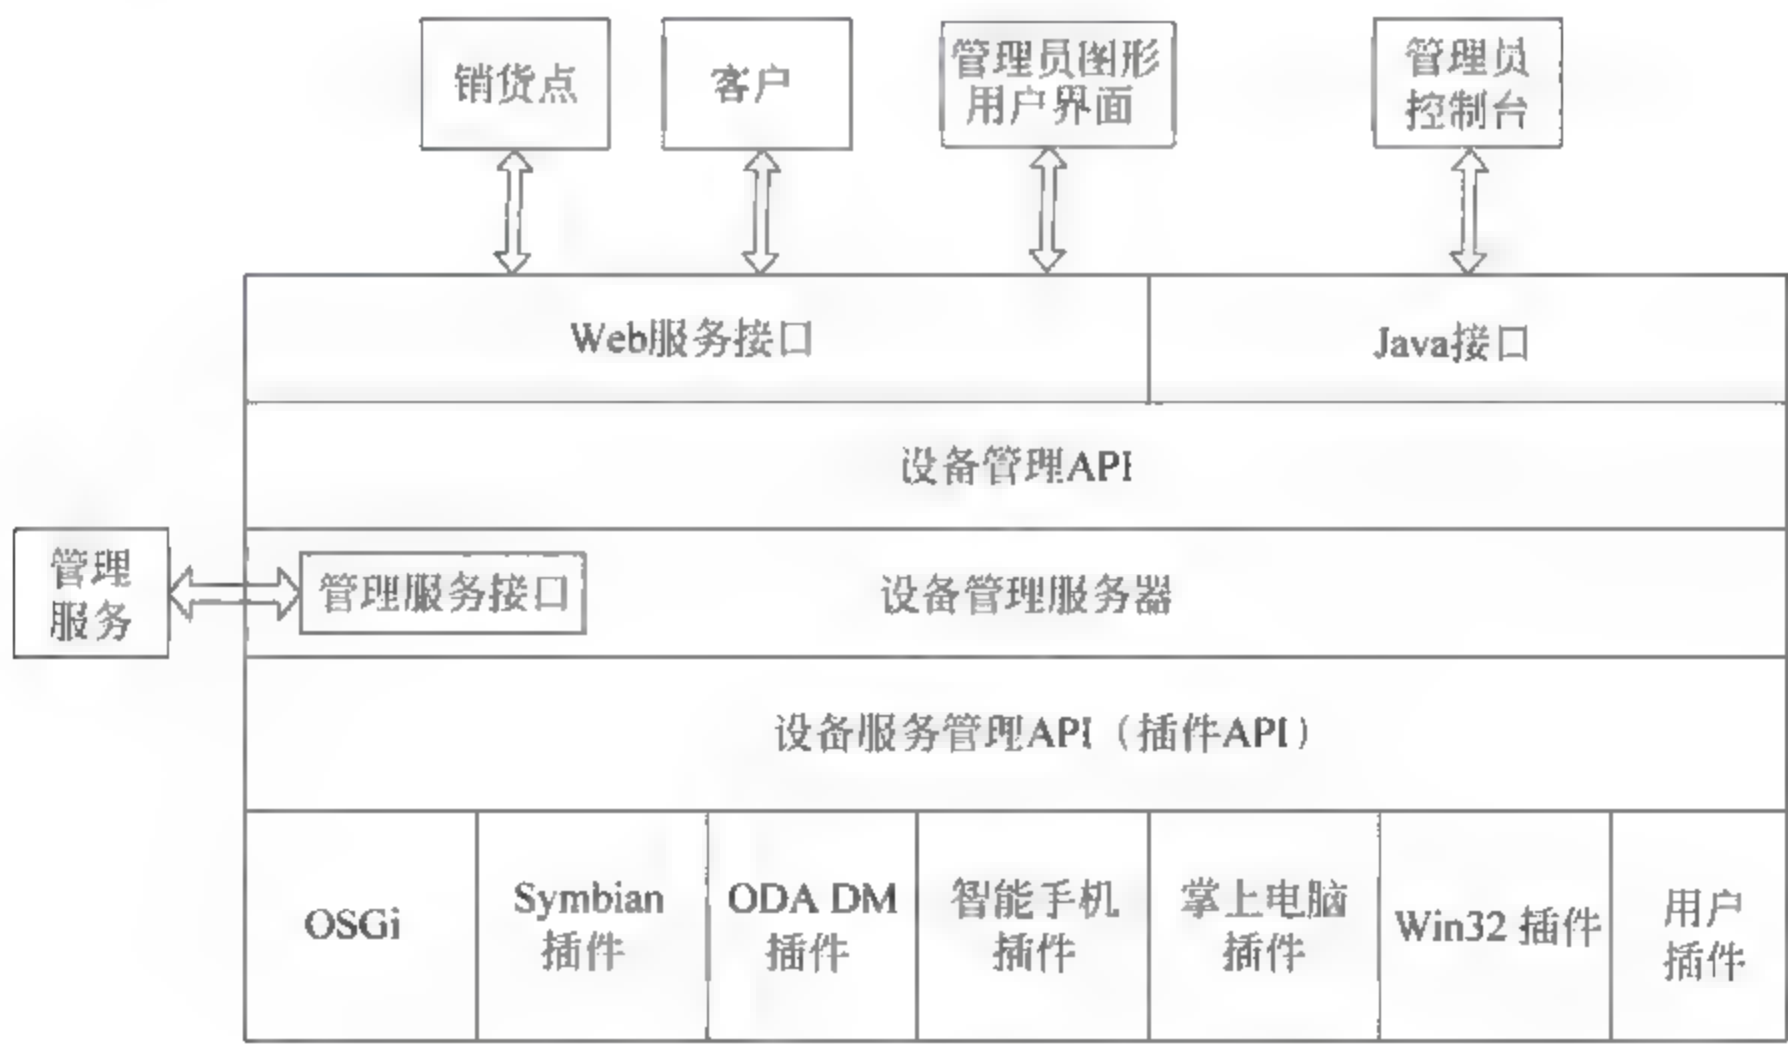 销货点
客户
管理员图形
用户界面
管理员
控制台
Web服务接口
Java接口
设备管理API
管理
服务
管理服务接口
设备管理服务器
设备服务管理API（插件API）
OSGi
Symbian
插件
ODA DM
插件
智能手机
插件
掌上电脑
插件
Win32 插件
用户
插件